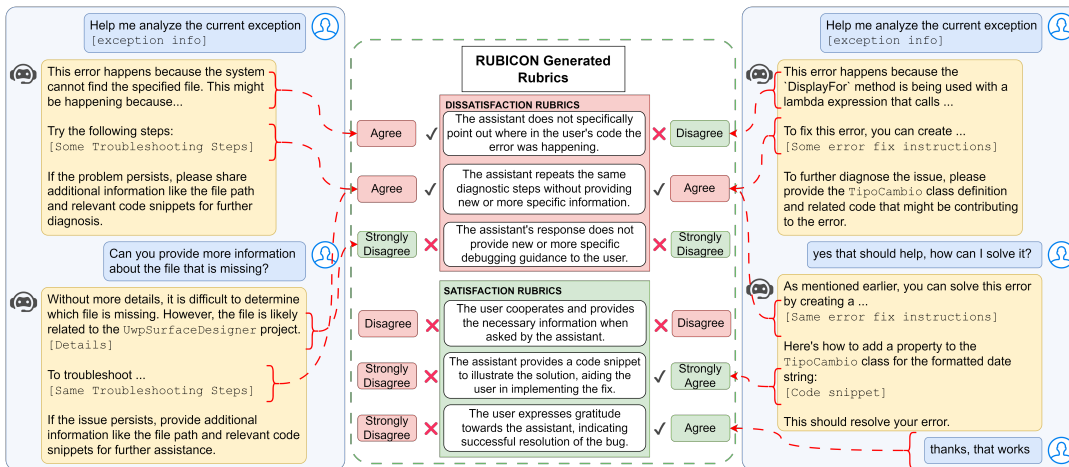 Help me analyze the current exception
[exception info]
This error happens because the system
cannot find the specified file. This might
be happening because...
Try the following steps:
[Some Troubleshooting Steps]
If the problem persists, please share
additional information like the file path
and relevant code snippets for further
diagnosis.
Can you provide more information
about the file that is missing?
Without more details, it is difficult to determine
which file is missing. However, the file is likely
related to the UwpSurfaceDesigner project.
[Details]
To troubleshoot ...
[Same Troubleshooting Steps]
If the issue persists, provide additional
information like the file path and relevant code
snippets for further assistance.
RUBICON Generated
Rubrics
DISSATISFACTION RUBRICS
Agree
The assistant does not specifically
point out where in the user's code the
error was happening.
Disagree
Agree
The assistant repeats the same
diagnostic steps without providing
new or more specific information.
Agree
Strongly
Disagree
The assistant's response does not
provide new or more specific
debugging guidance to the user.
Strongly
Disagree
SATISFACTION RUBRICS
Disagree
The user cooperates and provides
the necessary information when
asked by the assistant.
Disagree
Strongly
Disagree
The assistant provides a code snippet
to illustrate the solution, aiding the
user in implementing the fix.
Strongly
Agree
Strongly
Disagree
The user expresses gratitude
towards the assistant, indicating
successful resolution of the bug.
Agree
Help me analyze the current exception
[exception info]
This error happens because the
`DisplayFor` method is being used with a
lambda expression that calls ...
To fix this error, you can create ...
[Some error fix instructions]
To further diagnose the issue, please
provide the TipoCambio class definition
and related code that might be contributing
to the error.
yes that should help, how can I solve it?
As mentioned earlier, you can solve this error
by creating a ...
[Same error fix instructions]
Here's how to add a property to the
TipoCambio class for the formatted date
string:
[Code snippet]
This should resolve your error.
thanks, that works